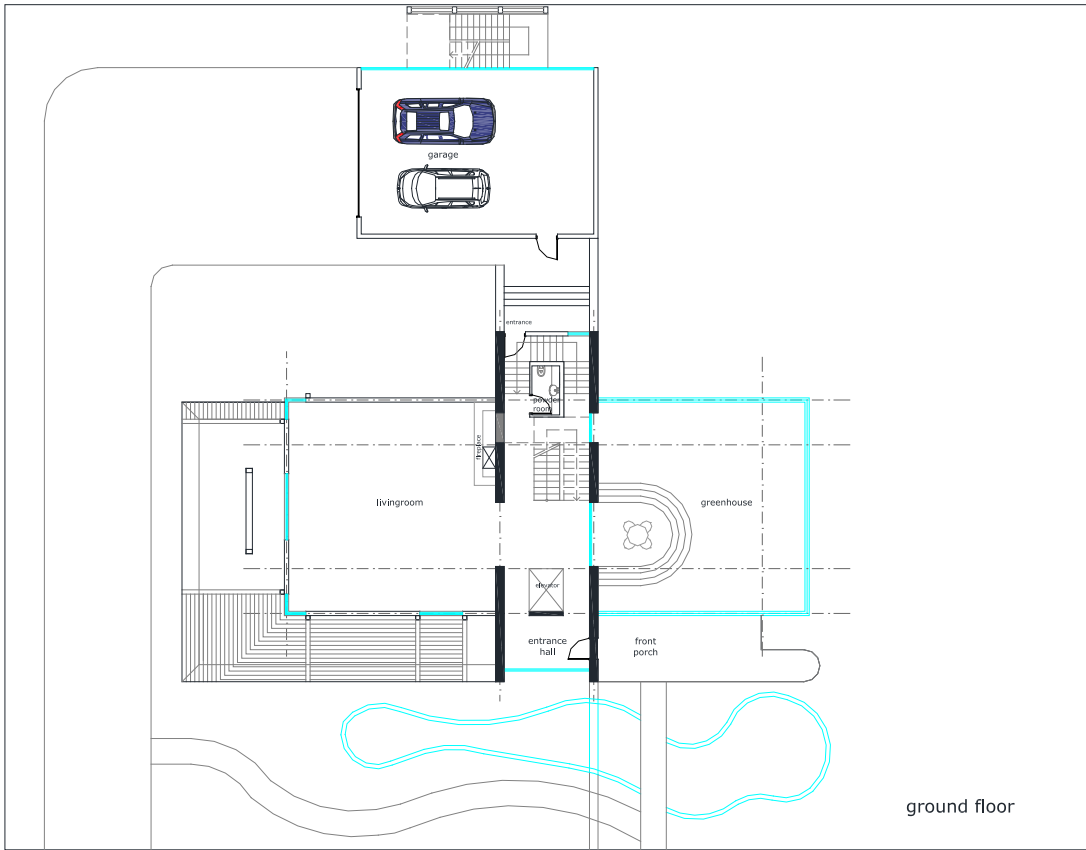 garage
entrance
powder
room
fireplace
livingroom
greenhouse
elevator
entrance
hall
front
porch
ground floor